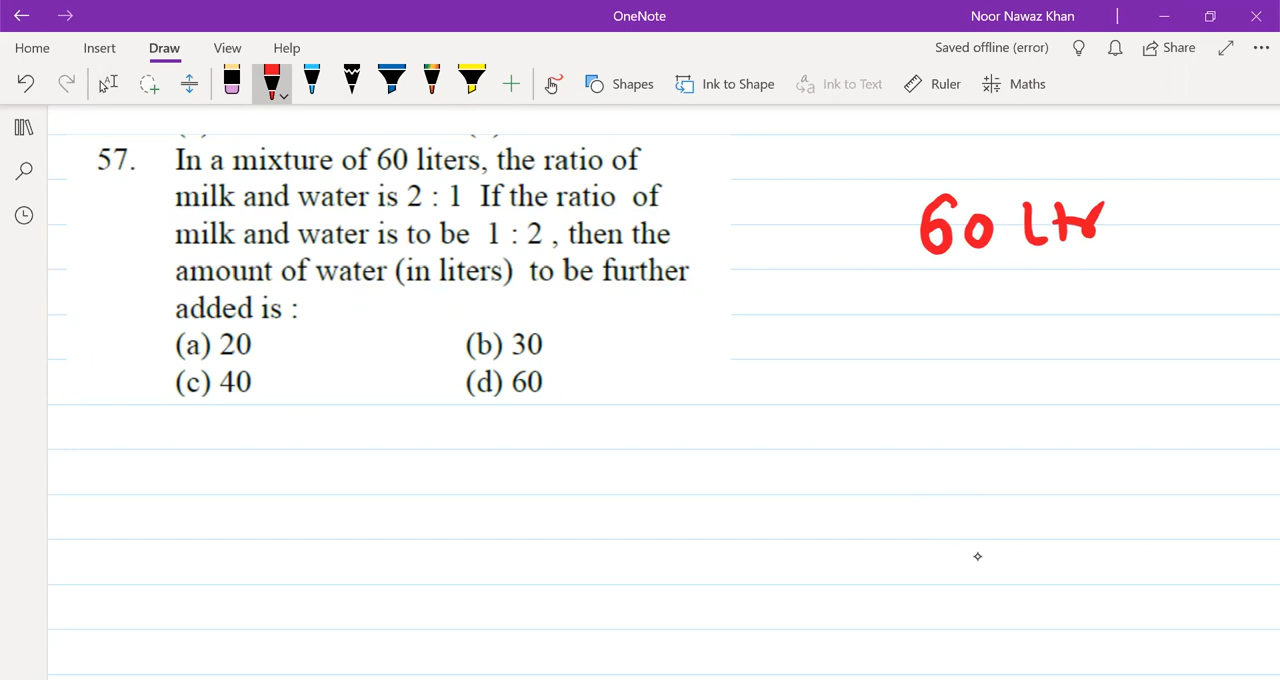 OneNote
Noor Nawaz Khan
Home Insert Draw View Help
Saved offline (error)
Share
Shapes
Ink to Shape
Ink to Text
Ruler
Maths
57. In a mixture of 60 liters, the ratio of
milk and water is 2 : 1 If the ratio of
milk and water is to be 1 : 2 , then the
amount of water (in liters) to be further
added is :
(a) 20 (b) 30
(c) 40 (d) 60
60 Ltr